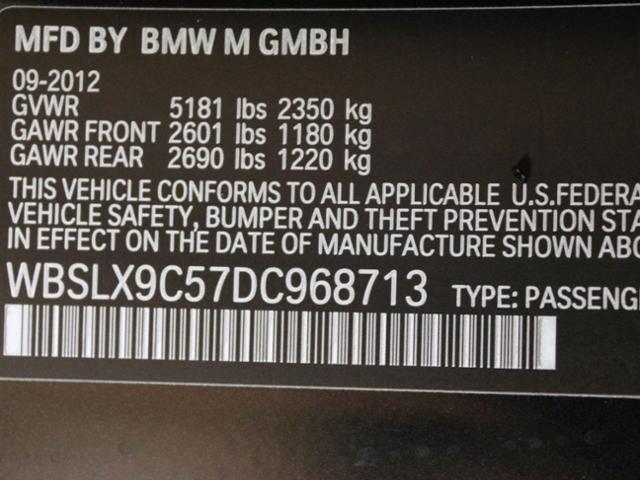 MFD BY BMW M GMBH
09-2012
GVWR 5181 lbs 2350 kg
GAWR FRONT 2601 lbs 1180 kg
GAWR REAR 2690 lbs 1220 kg
THIS VEHICLE CONFORMS TO ALL APPLICABLE U.S.FEDERA
VEHICLE SAFETY, BUMPER AND THEFT PREVENTION STA
IN EFFECT ON THE DATE OF MANUFACTURE SHOWN ABO
WBSLX9C57DC968713 TYPE: PASSENGE